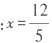 : x = 12/5